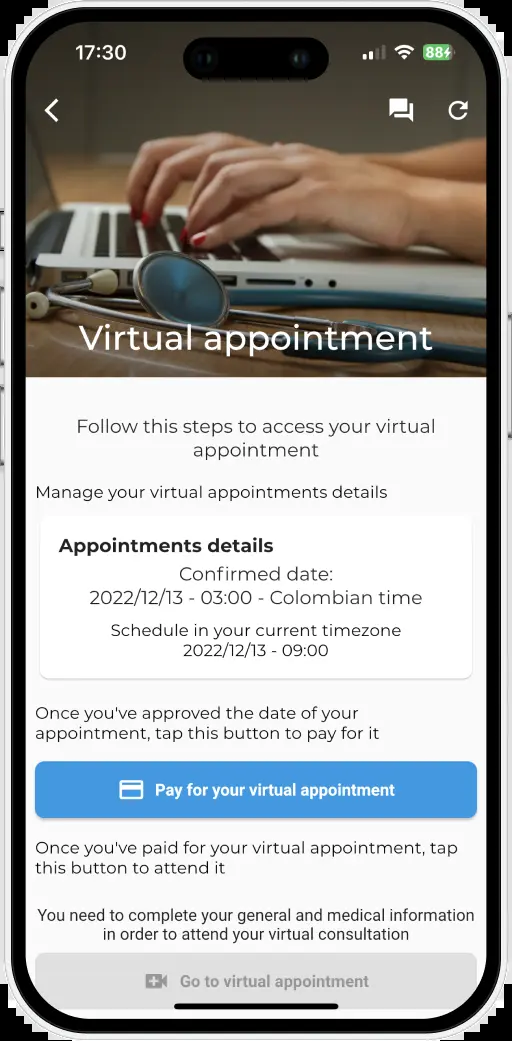 17:30
88
Virtual appointment
Follow this steps to access your virtual
appointment
Manage your virtual appointments details
Appointments details
Confirmed date:
2022/12/13 - 03:00 - Colombian time
Schedule in your current timezone
2022/12/13 - 09:00
Once you've approved the date of your
appointment, tap this button to pay for it
Pay for your virtual appointment
Once you've paid for your virtual appointment, tap
this button to attend it
You need to complete your general and medical information
in order to attend your virtual consultation
Go to virtual appointment